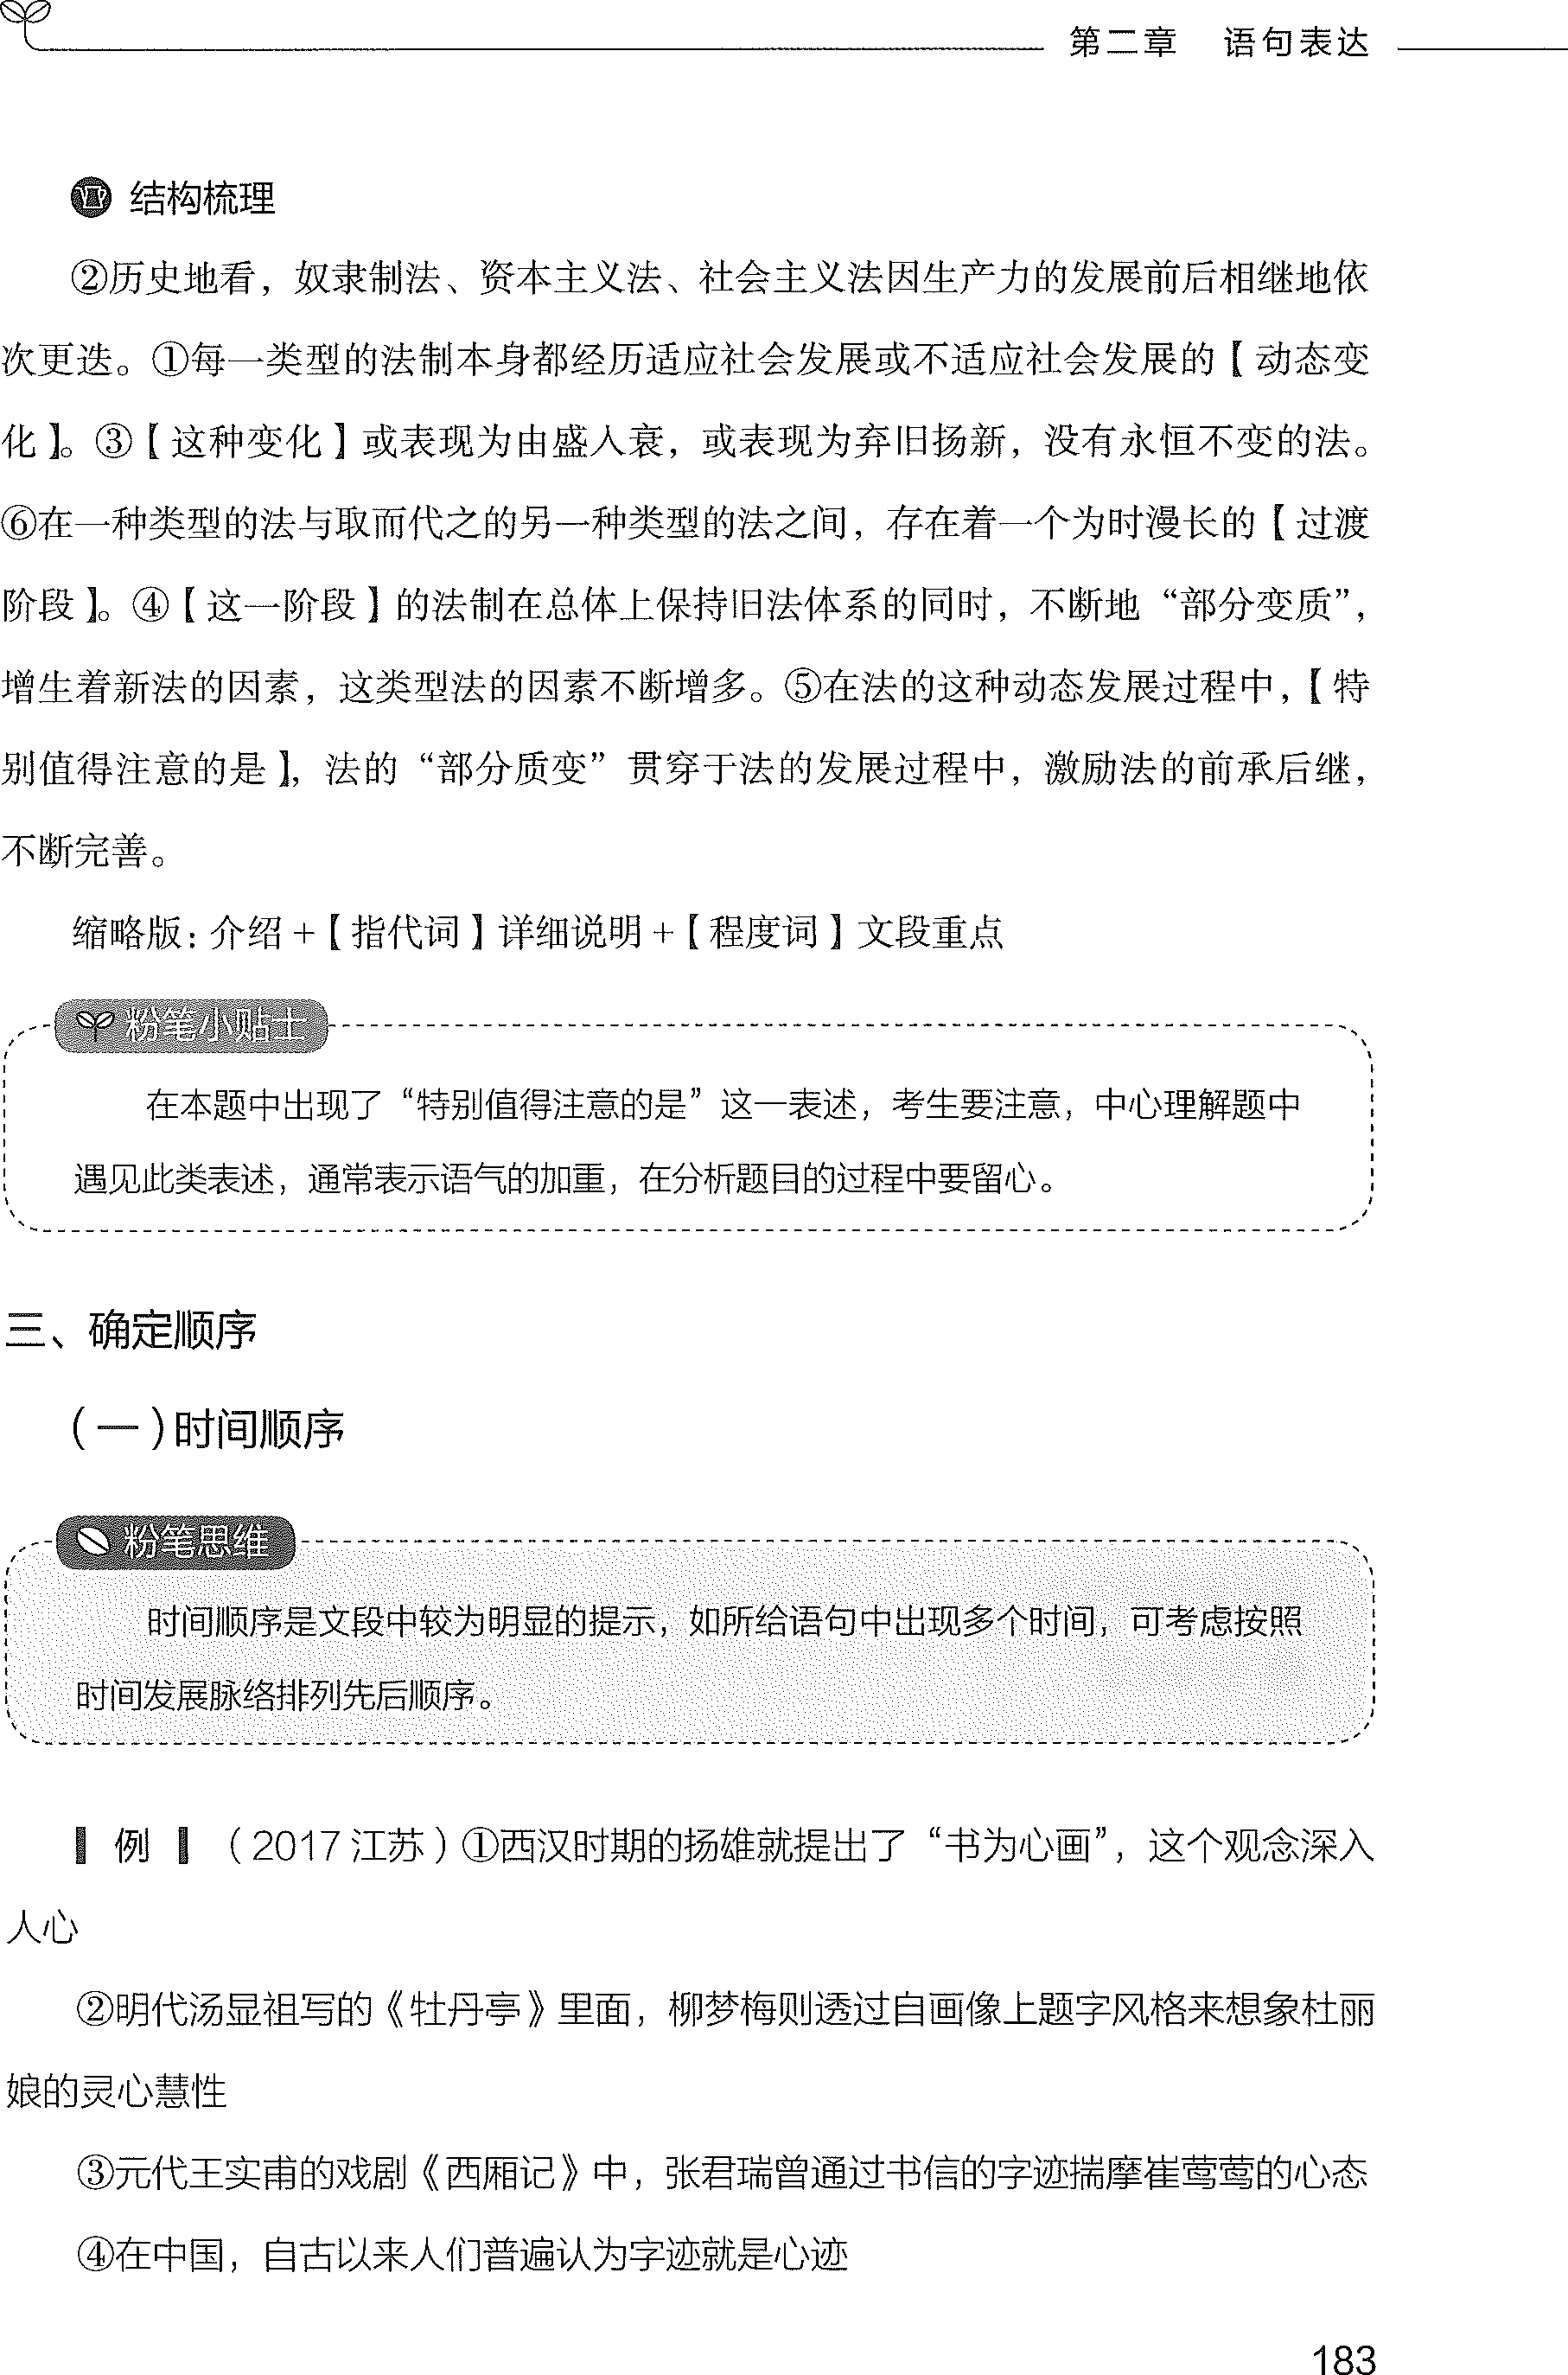 第二章 语句表达
结构梳理
②历史地看，奴隶制法、资本主义法、社会主义法因生产力的发展前后相继地依
次更迭。①每一类型的法制本身都经历适应社会发展或不适应社会发展的【动态变
化】。③【这种变化】或表现为由盛人衰，或表现为弃旧扬新，没有永恒不变的法。
⑥在一种类型的法与取而代之的另一种类型的法之间，存在着一个为时漫长的【过渡
阶段】。④【这一阶段】的法制在总体上保持旧法体系的同时，不断地“部分变质”，
增生着新法的因素，这类型法的因素不断增多。⑤在法的这种动态发展过程中，【特
别值得注意的是】，法的“部分质变”贯穿于法的发展过程中，激励法的前承后继，
不断完善。
缩略版：介绍+【指代词】详细说明+【程度词】文段重点
粉笔小贴士
在本题中出现了“特别值得注意的是”这一表述，考生要注意，中心理解题中
遇见此类表述，通常表示语气的加重，在分析题目的过程中要留心。
三、确定顺序
（一）时间顺序
粉笔思维
时间顺序是文段中较为明显的提示，如所给语句中出现多个时间，可考虑按照
时间发展脉络排列先后顺序。
例（2017江苏）①西汉时期的扬雄就提出了“书为心画”，这个观念深入
人心
②明代汤显祖写的《牡丹亭》里面，柳梦梅则透过自画像上题字风格来想象杜丽
娘的灵心慧性
③元代王实甫的戏剧《西厢记》中，张君瑞曾通过书信的字迹揣摩崔莺莺的心态
④在中国，自古以来人们普遍认为字迹就是心迹
183